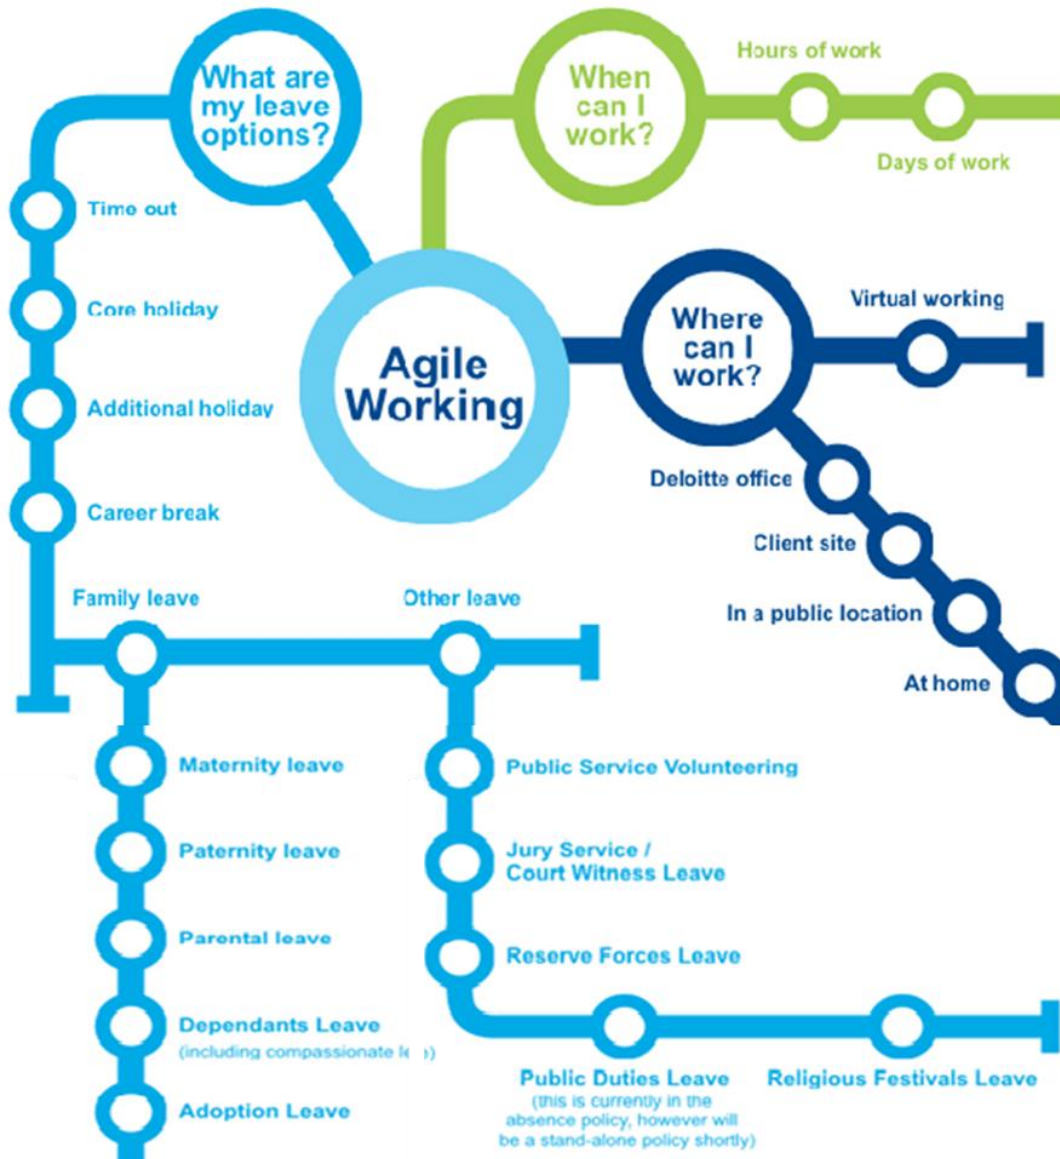 What are
my leave
options?
When
can I
work?
Hours of work
Days of work
Time out
Core holiday
Additional holiday
Career break
Agile
Working
Where
can I
work?
Virtual working
Deloitte office
Client site
In a public location
At home
Family leave
Other leave
Maternity leave
Paternity leave
Parental leave
Dependants Leave
(including compassionate
Adoption Leave
Public Service Volunteering
Jury Service /
Court Witness Leave
Reserve Forces Leave
Public Duties Leave
(this is currently in the
absence policy, however will
be a stand-alone policy shortly)
Religious Festivals Leave